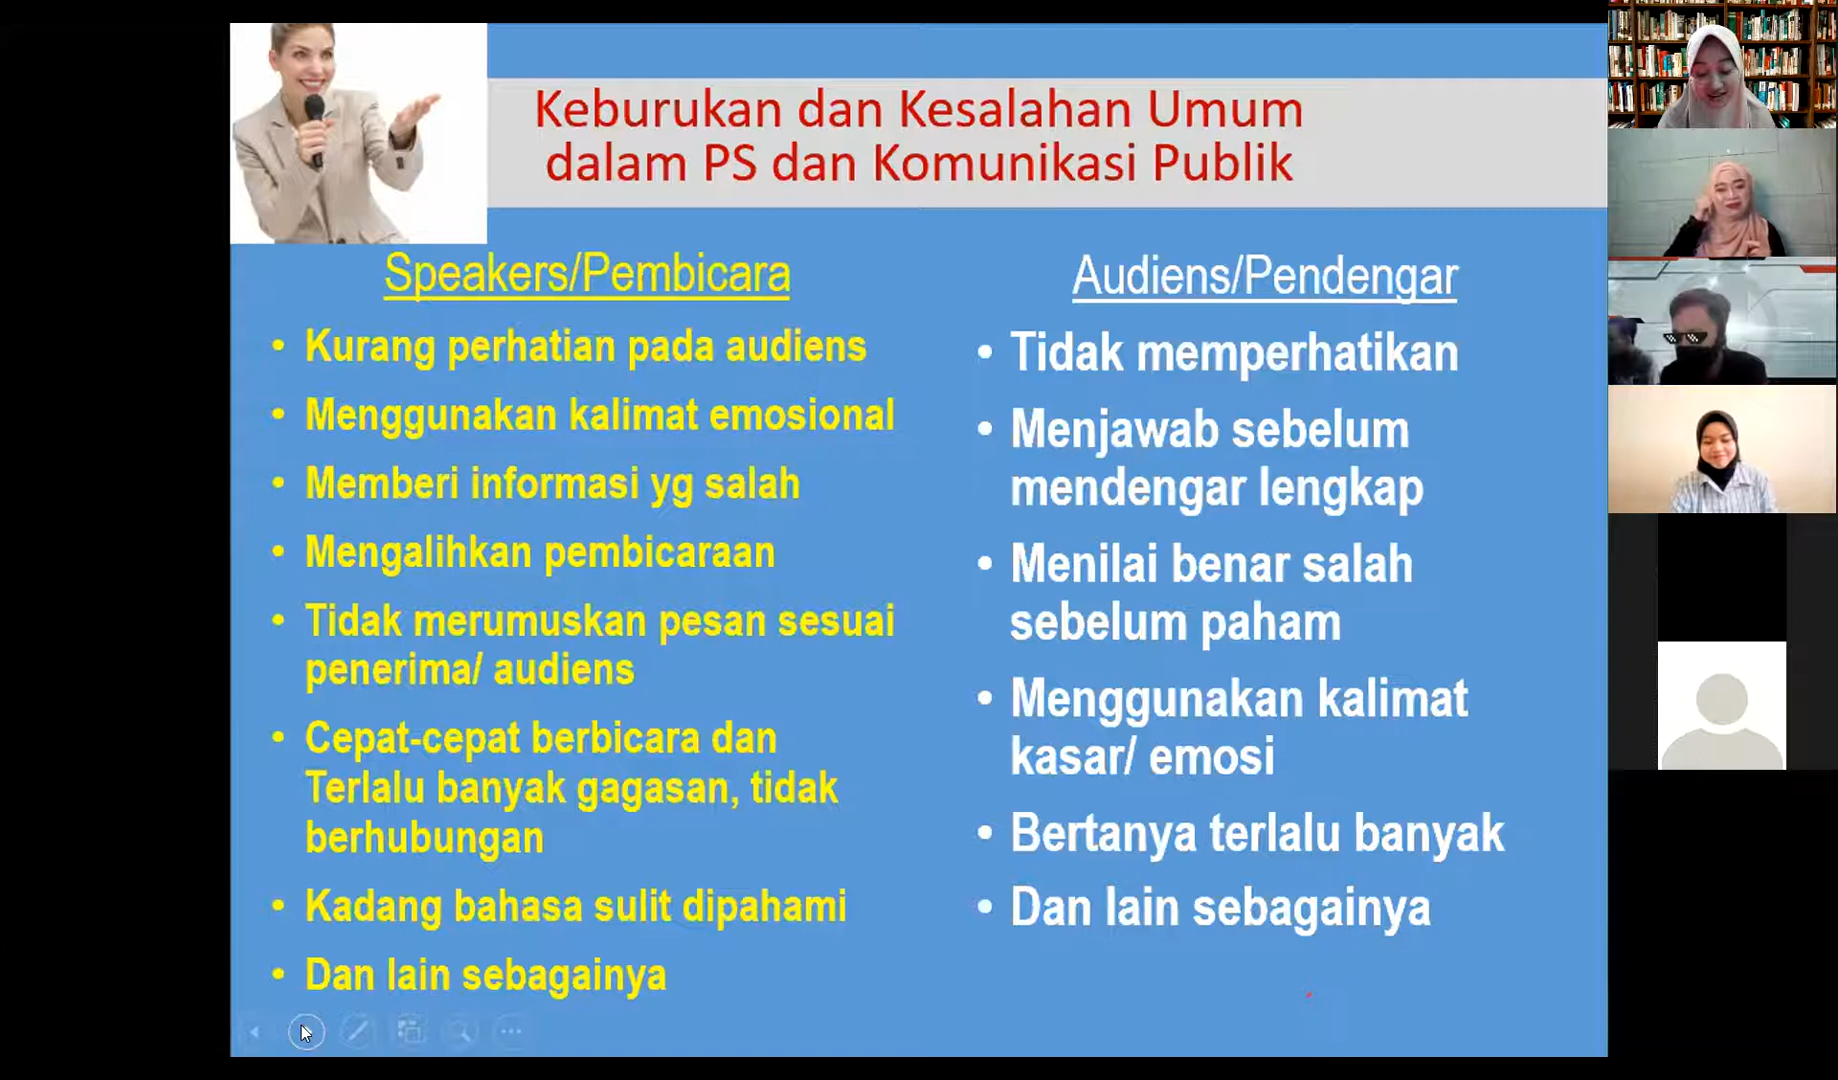 Keburukan dan Kesalahan Umum
dalam PS dan Komunikasi Publik
Speakers/Pembicara
• Kurang perhatian pada audiens
• Menggunakan kalimat emosional
• Memberi informasi yg salah
• Mengalihkan pembicaraan
• Tidak merumuskan pesan sesuai
penerima/ audiens
• Cepat-cepat berbicara dan
Terlalu banyak gagasan, tidak
berhubungan
• Kadang bahasa sulit dipahami
• Dan lain sebagainya
Audiens/Pendengar
• Tidak memperhatikan
• Menjawab sebelum
mendengar lengkap
• Menilai benar salah
sebelum paham
• Menggunakan kalimat
kasar/ emosi
• Bertanya terlalu banyak
• Dan lain sebagainya